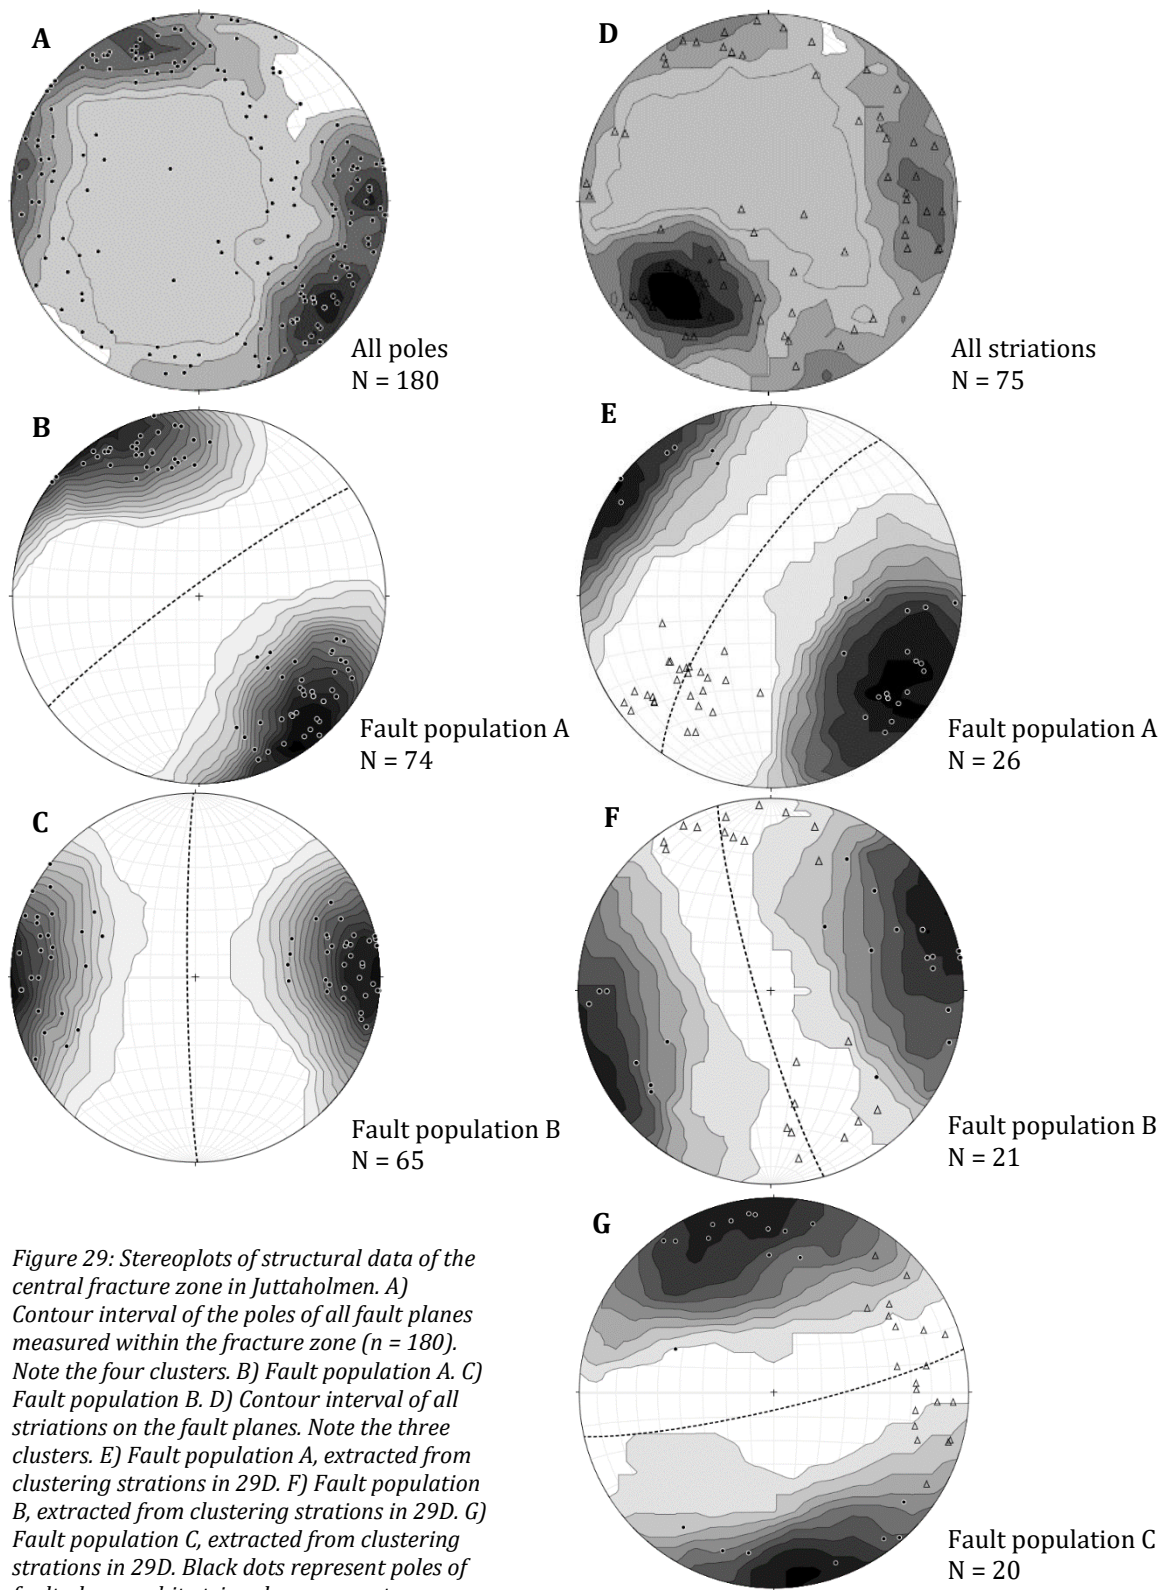 A
All poles
N = 180
D
All striations
N = 75
B
Fault population A
N = 74
E
Fault population A
N = 26
C
Fault population B
N = 65
F
Fault population B
N = 21
G
Fault population C
N = 20
Figure 29: Stereoplots of structural data of the
central fracture zone in Juttaholmen. A)
Contour interval of the poles of all fault planes
measured within the fracture zone (n = 180).
Note the four clusters. B) Fault population A. C)
Fault population B. D) Contour interval of all
striations on the fault planes. Note the three
clusters. E) Fault population A, extracted from
clustering strations in 29D. F) Fault population
B, extracted from clustering strations in 29D. G)
Fault population C, extracted from clustering
strations in 29D. Black dots represent poles of